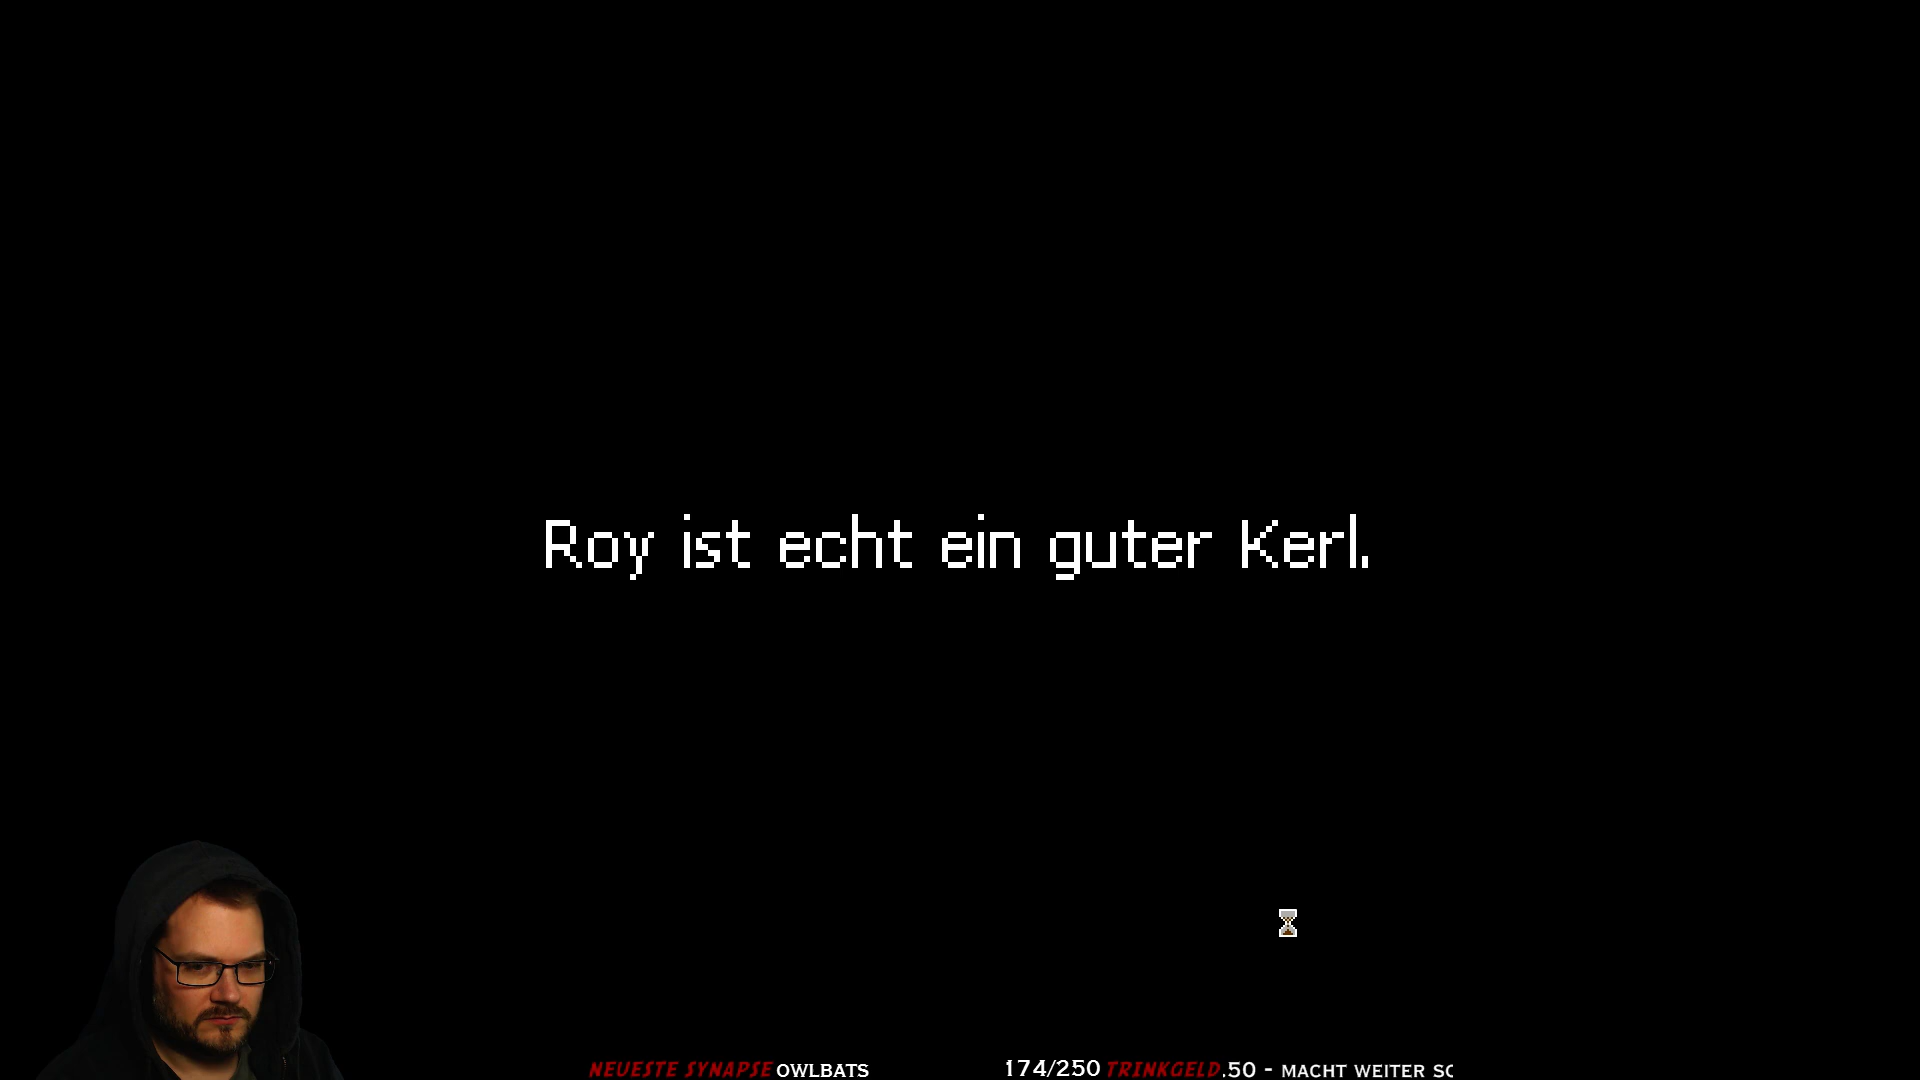 Roy ist echt ein guter Kerl.
NEUESTE SYNAPSE OWLBATS 174/250 TRINKGELD .50 - MACHT WEITER